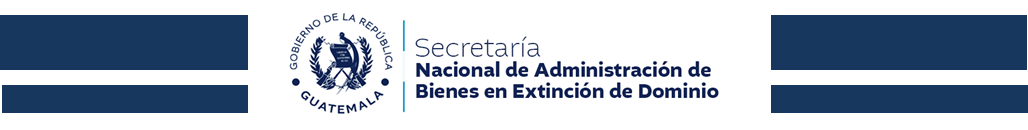 GOBIERNO DE LA REPÚBLICA
GUATEMALA
Secretaría
Nacional de Administración de
Bienes en Extinción de Dominio